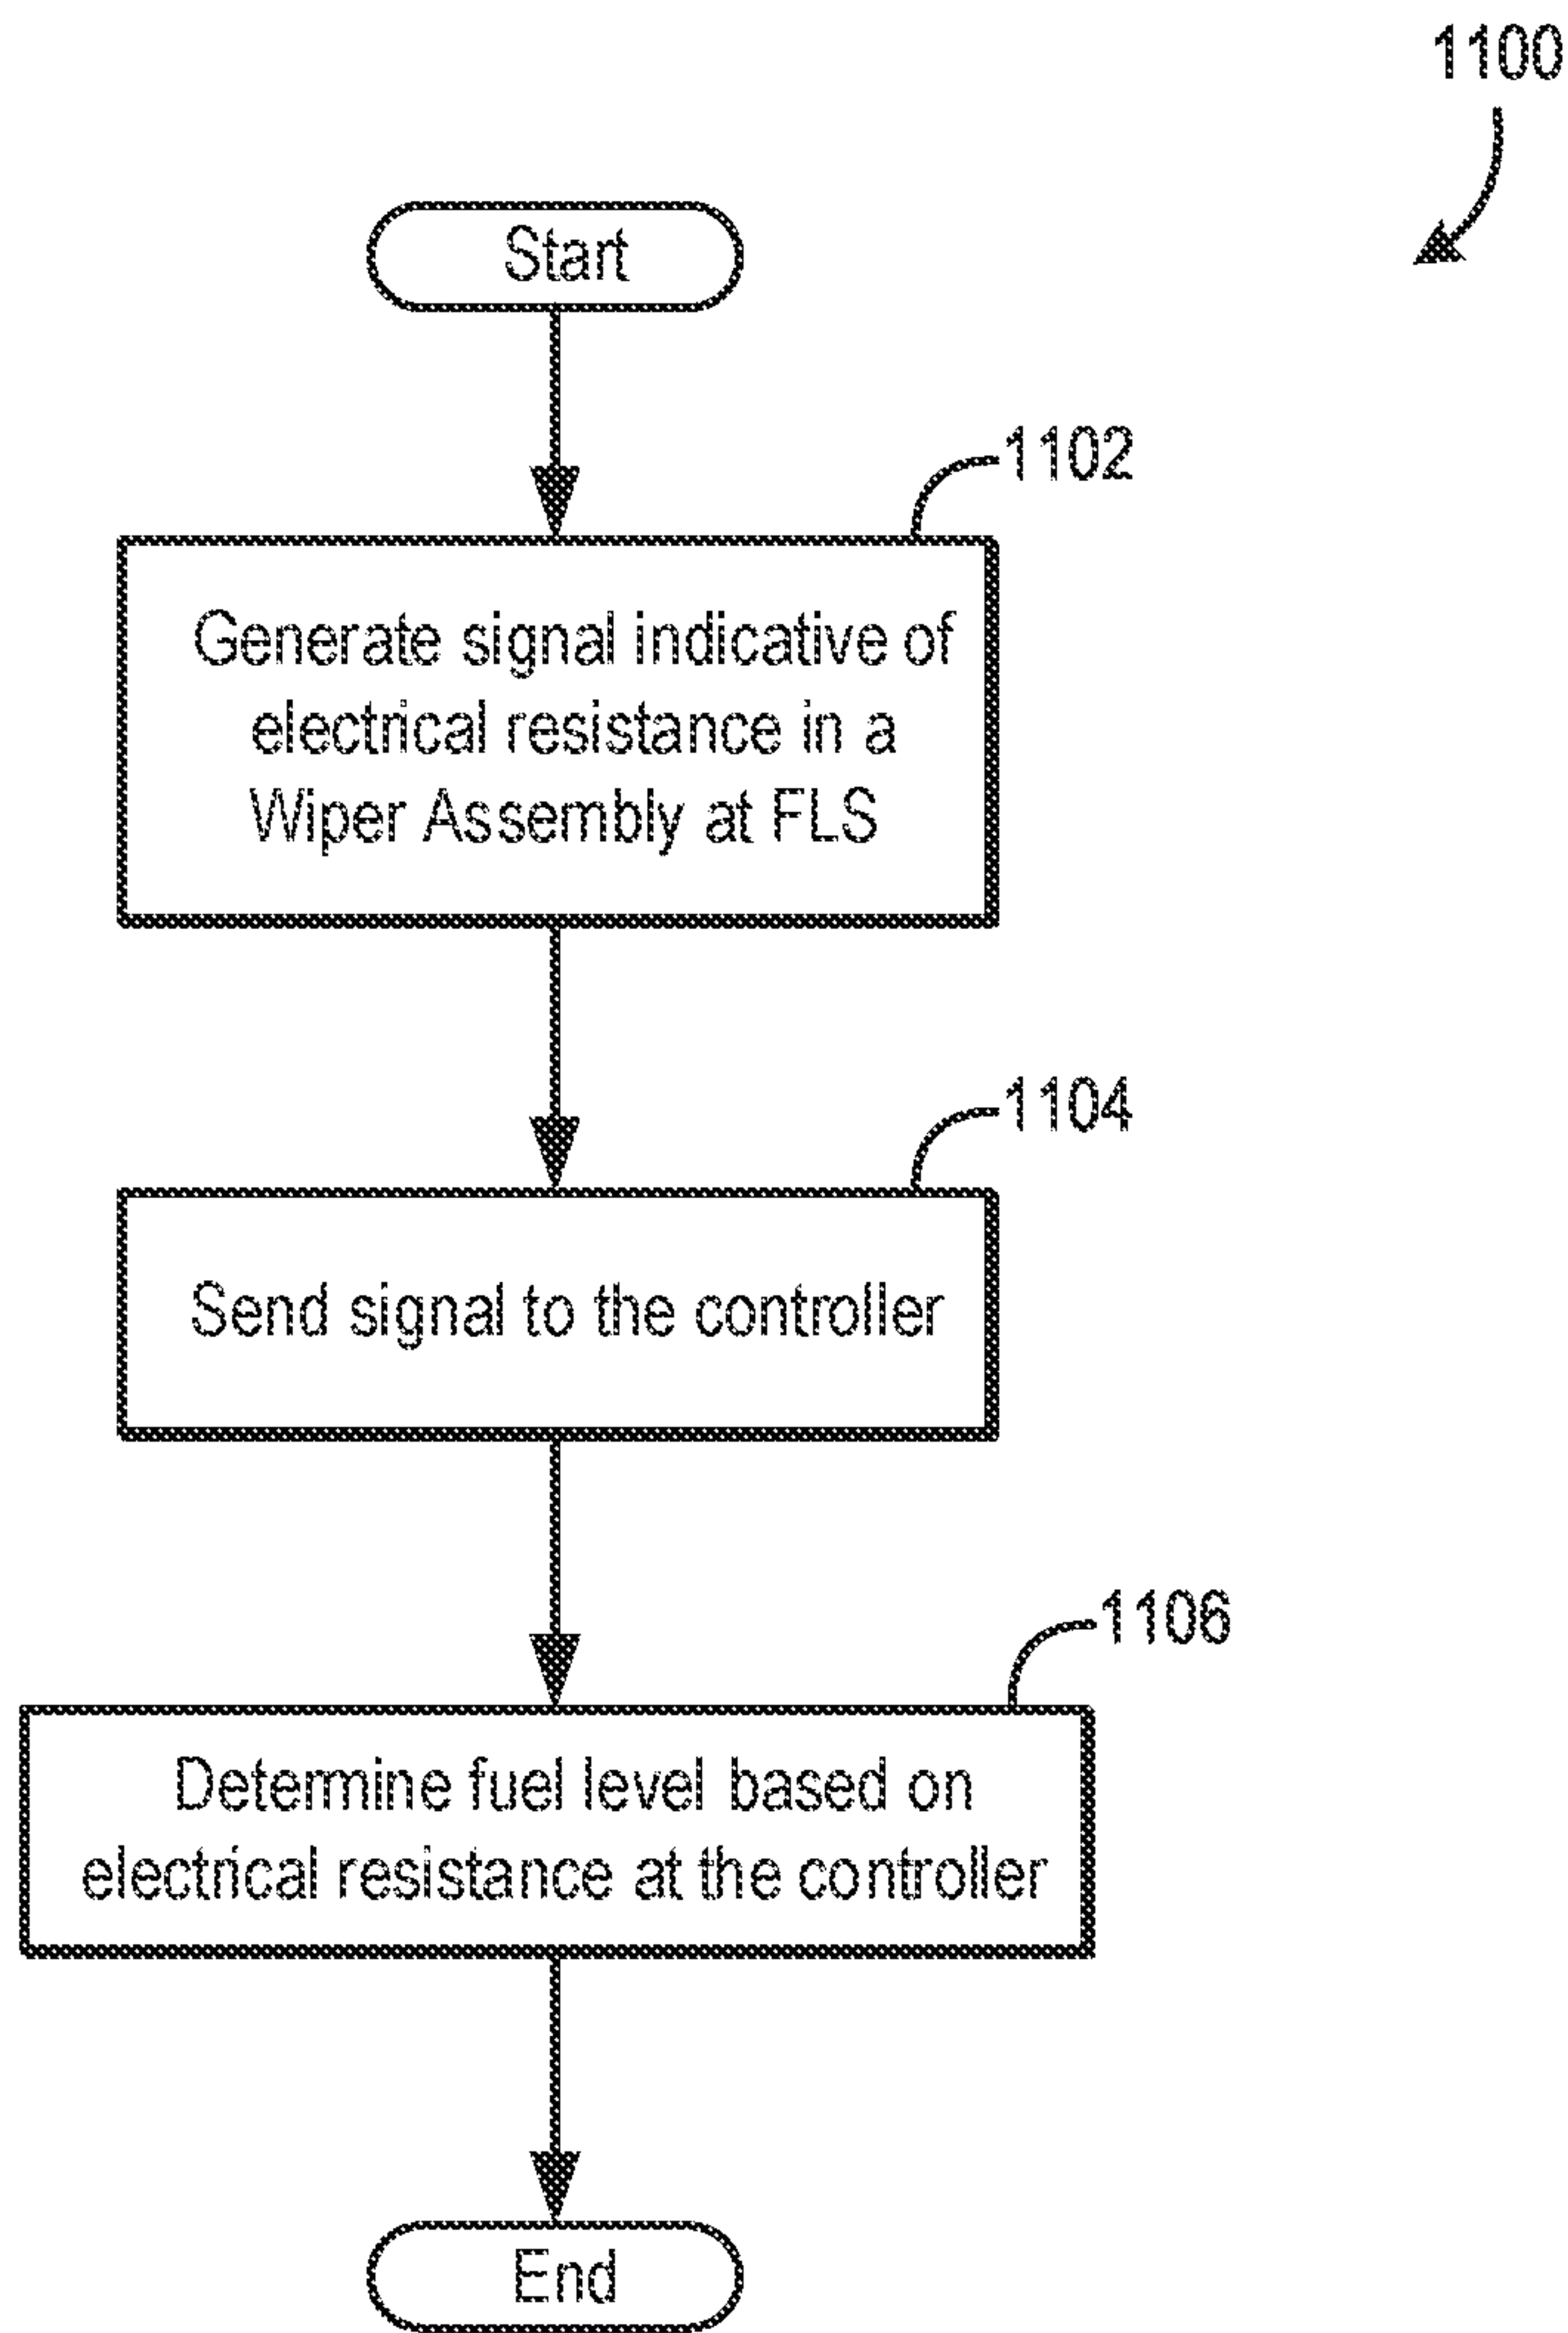 1100
Start
1102
Generate signal indicative of
electrical resistance in a
Wiper Assembly at FLS
1104
Send signal to the controller
1106
Determine fuel level based on
electrical resistance at the controller
End